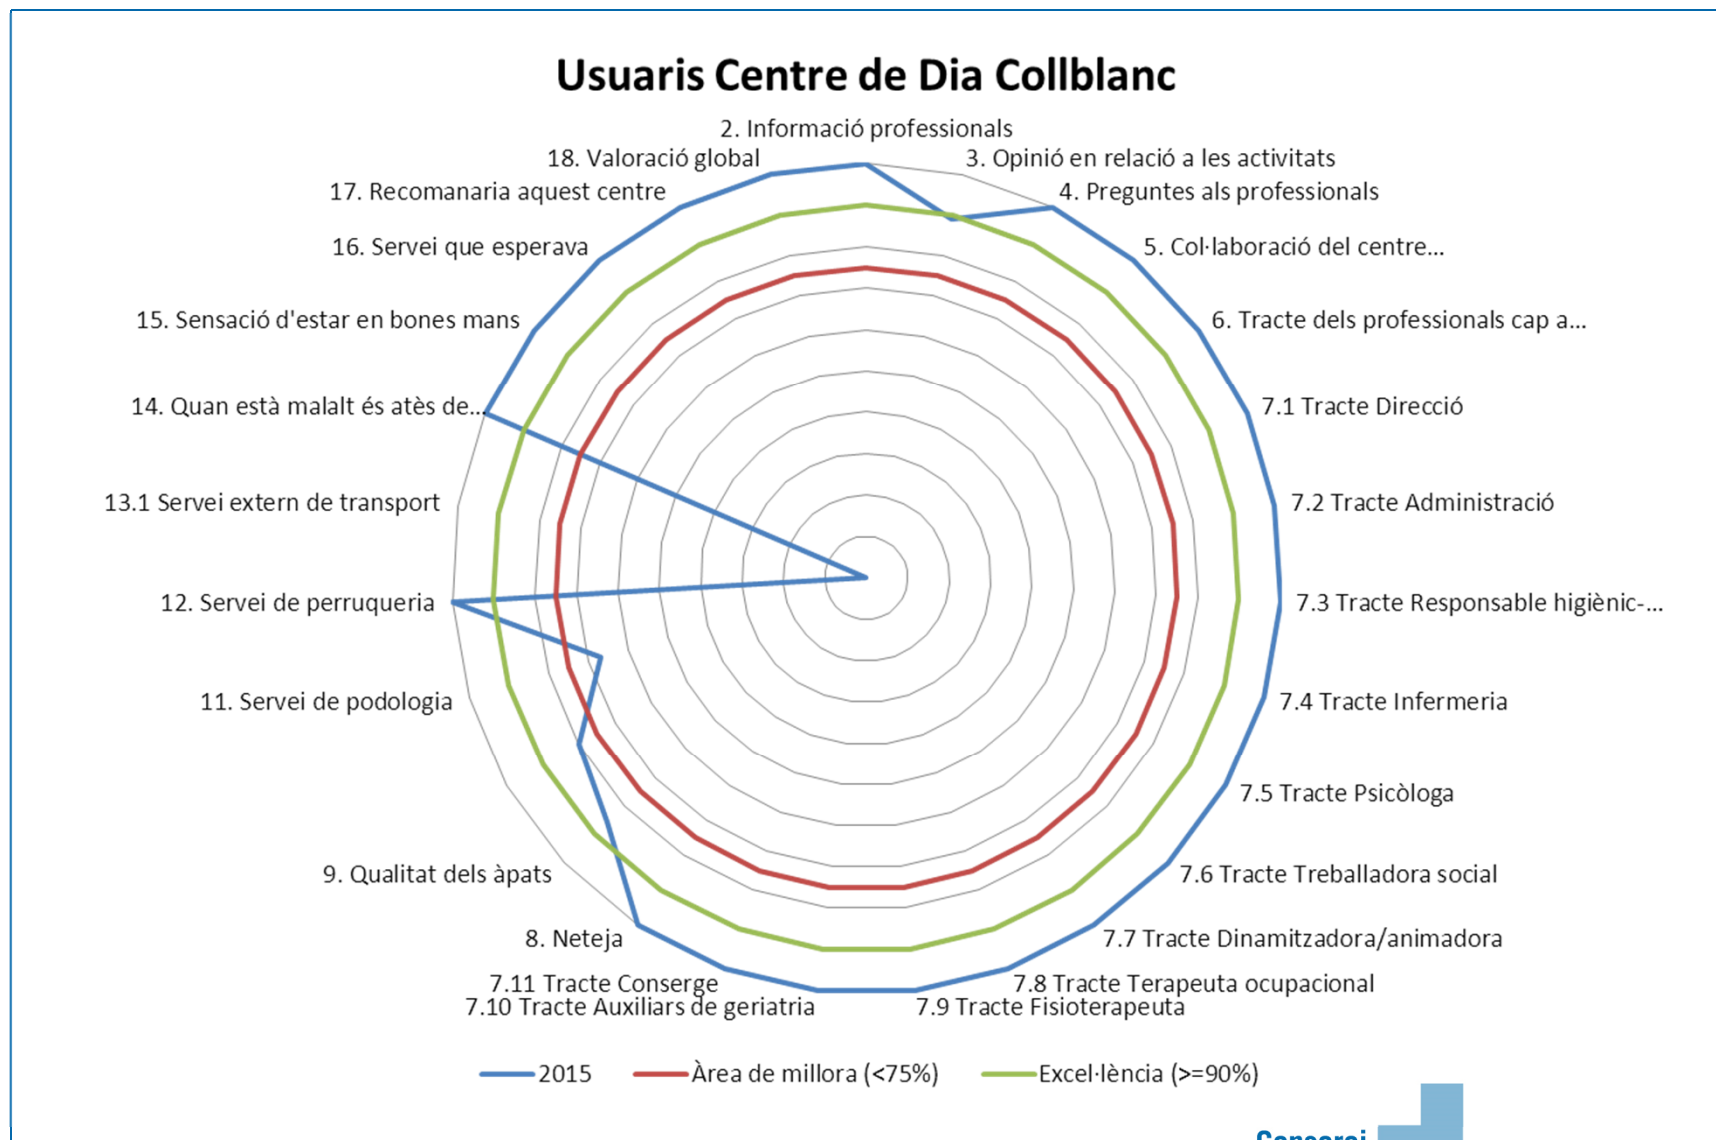 Usuaris Centre de Dia Collblanc
2. Informació professionals
18. Valoració global
3. Opinió en relació a les activitats
17. Recomanaria aquest centre
4. Preguntes als professionals
16. Servei que esperava
5. Col·laboració del centre...
15. Sensació d'estar en bones mans
6. Tracte dels professionals cap a...
14. Quan està malalt és atès de...
7.1 Tracte Direcció
13.1 Servei extern de transport
7.2 Tracte Administració
12. Servei de perruqueria
7.3 Tracte Responsable higiènic-...
11. Servei de podologia
7.4 Tracte Infermeria
7.5 Tracte Psicòloga
9. Qualitat dels àpats
7.6 Tracte Treballadora social
8. Neteja
7.7 Tracte Dinamitzadora/animadora
7.11 Tracte Conserge
7.8 Tracte Terapeuta ocupacional
7.10 Tracte Auxiliars de geriatria
7.9 Tracte Fisioterapeuta
2015
Àrea de millora (<75%)
Excel·lència (>=90%)